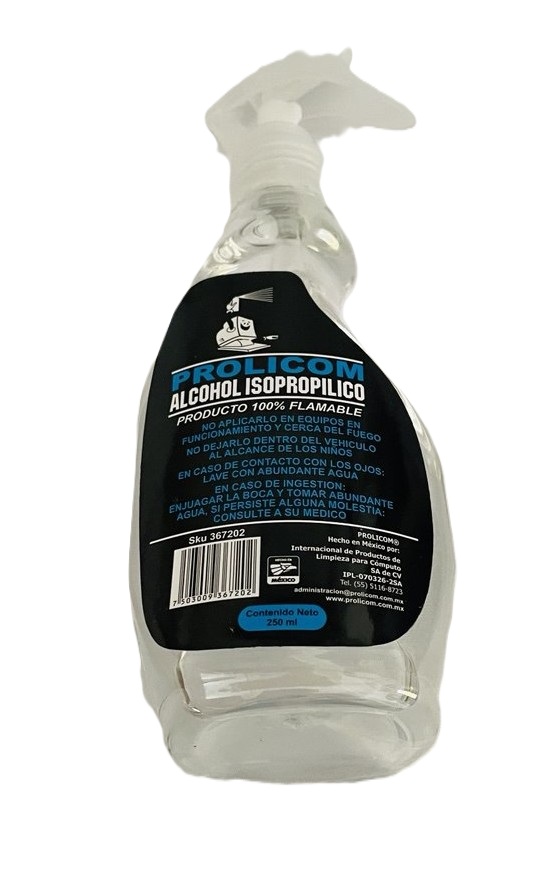 PROLICOM
ALCOHOL ISOPROPILICO
PRODUCTO 100% FLAMABLE
NO APLICARLO EN EQUIPOS EN
FUNCIONAMIENTO Y CERCA DEL FUEGO
NO DEJARLO DENTRO DEL VEHICULO
AL ALCANCE DE LOS NIÑOS
EN CASO DE CONTACTO CON LOS OJOS:
LAVE CON ABUNDANTE AGUA
EN CASO DE INGESTION:
ENJUAGAR LA BOCA Y TOMAR ABUNDANTE
AGUA, SI PERSISTE ALGUNA MOLESTIA:
CONSULTE A SU MEDICO
Sku 367202
7 503009 367202
HECHO EN
MÉXICO
PROLICOM®
Hecho en México por:
Internacional de Productos de
Limpieza para Cómputo
SA de CV
IPL-070326-2SA
Tel. (55) 5116-8723
administracion@prolicom.com.mx
www.prolicom.com.mx
Contenido Neto
250 ml